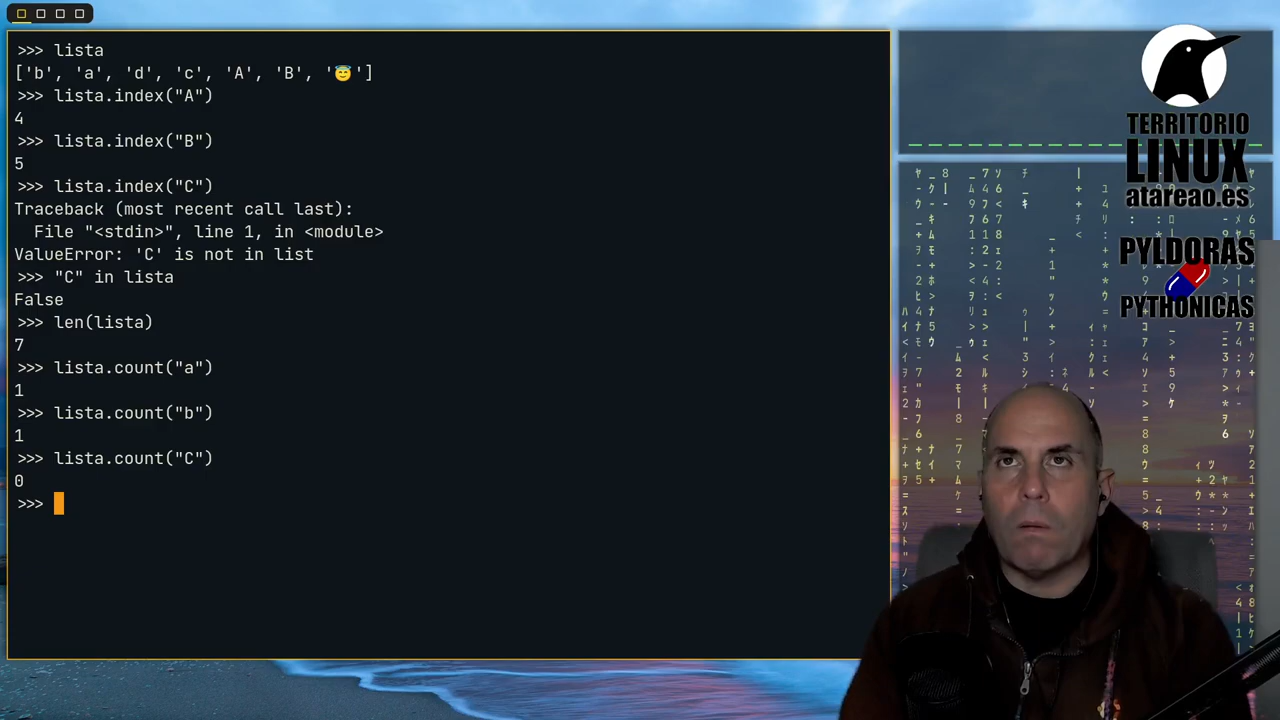 >>> lista
['b', 'a', 'd', 'c', 'A', 'B', '😇']
>>> lista.index("A")
4
>>> lista.index("B")
5
>>> lista.index("C")
Traceback (most recent call last):
  File "<stdin>", line 1, in <module>
ValueError: 'C' is not in list
>>> "C" in lista
False
>>> len(lista)
7
>>> lista.count("a")
1
>>> lista.count("b")
1
>>> lista.count("C")
0
>>>
TERRITORIO
LINUX
atareao.es
PYLDORAS
PYTHONICAS